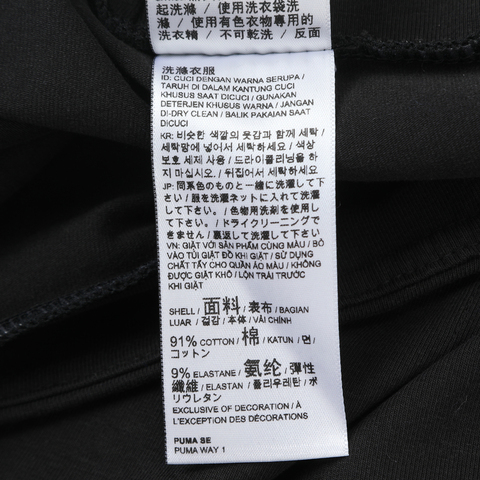 起洗滌 / 使用洗衣袋洗
滌 / 使用有色衣物專用的
洗衣精 / 不可乾洗 / 反面
洗滌衣服
ID: CUCI DENGAN WARNA SERUPA /
TARUH DI DALAM KANTUNG CUCI
KHUSUS SAAT DICUCI / GUNAKAN
DETERJEN KHUSUS WARNA / JANGAN
DI-DRY CLEAN / BALIK PAKAIAN SAAT
DICUCI
KR: 비슷한 색깔의 옷감과 함께 세탁 /
세탁망에 넣어서 세탁하세요 / 색상
보호 세제 사용 / 드라이클리닝을 하
지 마십시오. / 뒤집어서 세탁하세요
JP: 同系色のものと一緒に洗濯して下
さい / 服を洗濯ネットに入れて洗濯
して下さい。 / 色物用洗剤を使用し
て下さい。 / ドライクリーニングで
きません / 裏返して洗濯して下さい
VN: GIẶT VỚI SẢN PHẨM CÙNG MÀU / BỎ
VÀO TÚI GIẶT ĐỒ KHI GIẶT / SỬ DỤNG
CHẤT TẨY CHO QUẦN ÁO MÀU / KHÔNG
ĐƯỢC GIẶT KHÔ / LỘN TRÁI TRƯỚC
KHI GIẶT
SHELL / 面料 / 表布 / BAGIAN
LUAR / 겉감 / 本体 / VẢI CHÍNH
91% COTTON / 棉 / KATUN / 면 /
コットン
9% ELASTANE / 氨纶 / 彈性
纖維 / ELASTAN / 폴리우레탄 / ポ
リウレタン
EXCLUSIVE OF DECORATION / À
L'EXCEPTION DES DÉCORATIONS
PUMA SE
PUMA WAY 1